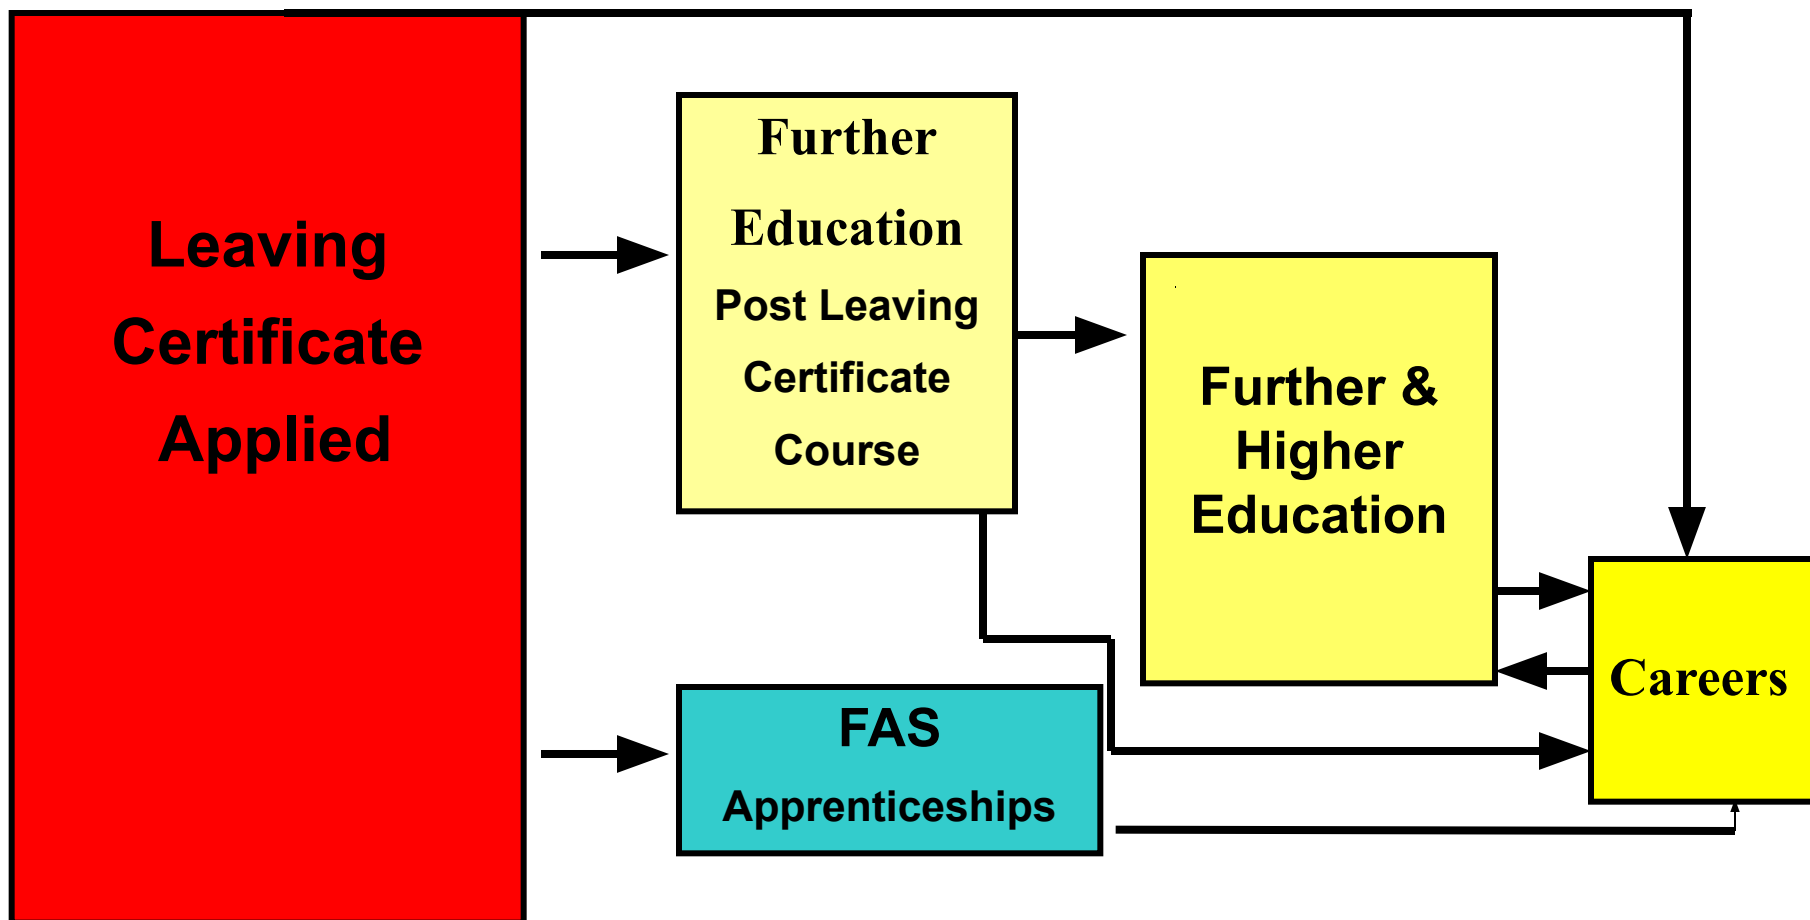 Leaving
Certificate
Applied
Further
Education
Post Leaving
Certificate
Course
Further &
Higher
Education
Careers
FAS
Apprenticeships